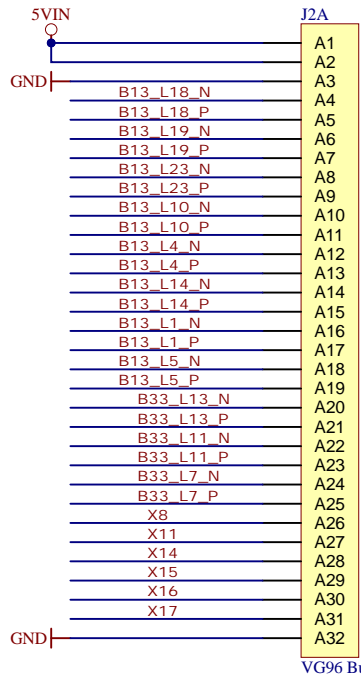 5VIN
J2A
A1
A2
GND A3
B13_L18_N A4
B13_L18_P A5
B13_L19_N A6
B13_L19_P A7
B13_L23_N A8
B13_L23_P A9
B13_L10_N A10
B13_L10_P A11
B13_L4_N A12
B13_L4_P A13
B13_L14_N A14
B13_L14_P A15
B13_L1_N A16
B13_L1_P A17
B13_L5_N A18
B13_L5_P A19
B33_L13_N A20
B33_L13_P A21
B33_L11_N A22
B33_L11_P A23
B33_L7_N A24
B33_L7_P A25
X8 A26
X11 A27
X14 A28
X15 A29
X16 A30
X17 A31
GND A32
VG96 Bu